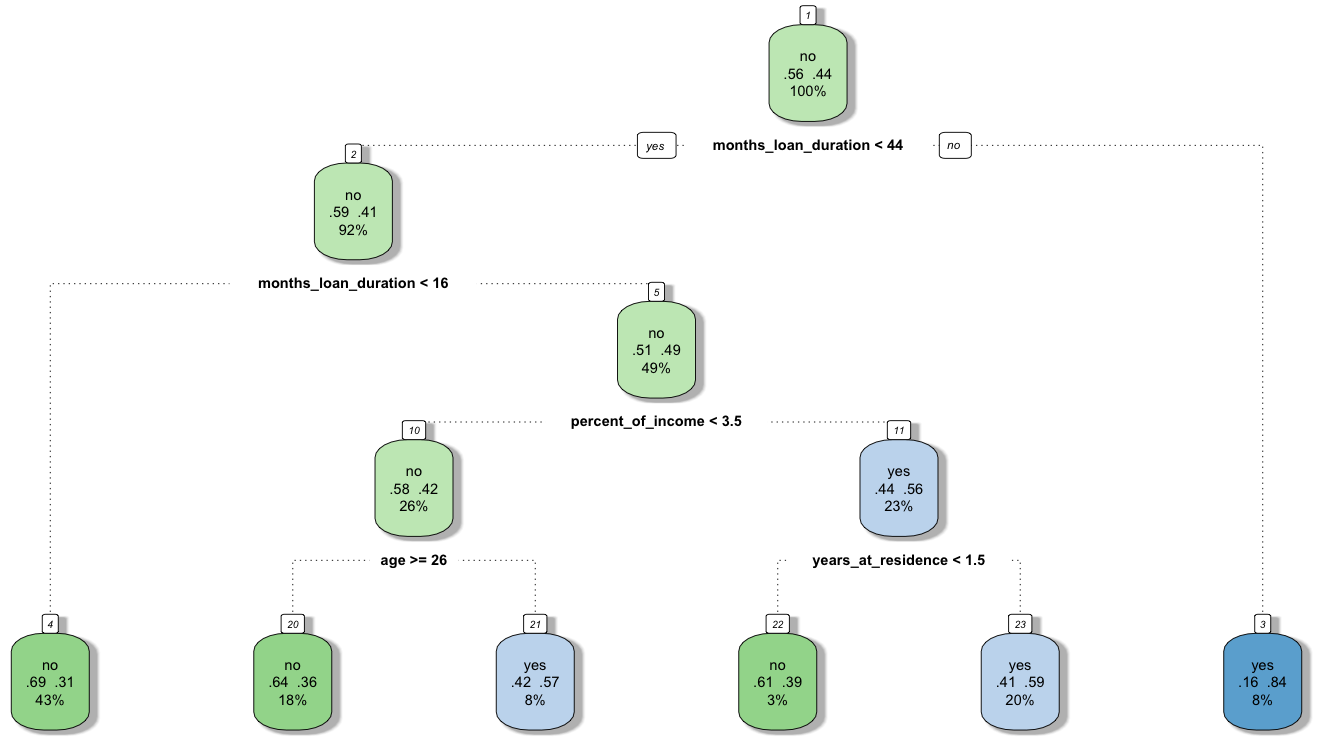 1
no
.56 .44
100%
yes
months_loan_duration < 44
no
2
no
.59 .41
92%
months_loan_duration < 16
5
no
.51 .49
49%
percent_of_income < 3.5
10
no
.58 .42
26%
11
yes
.44 .56
23%
age >= 26
years_at_residence < 1.5
4
no
.69 .31
43%
20
no
.64 .36
18%
21
yes
.42 .57
8%
22
no
.61 .39
3%
23
yes
.41 .59
20%
3
yes
.16 .84
8%